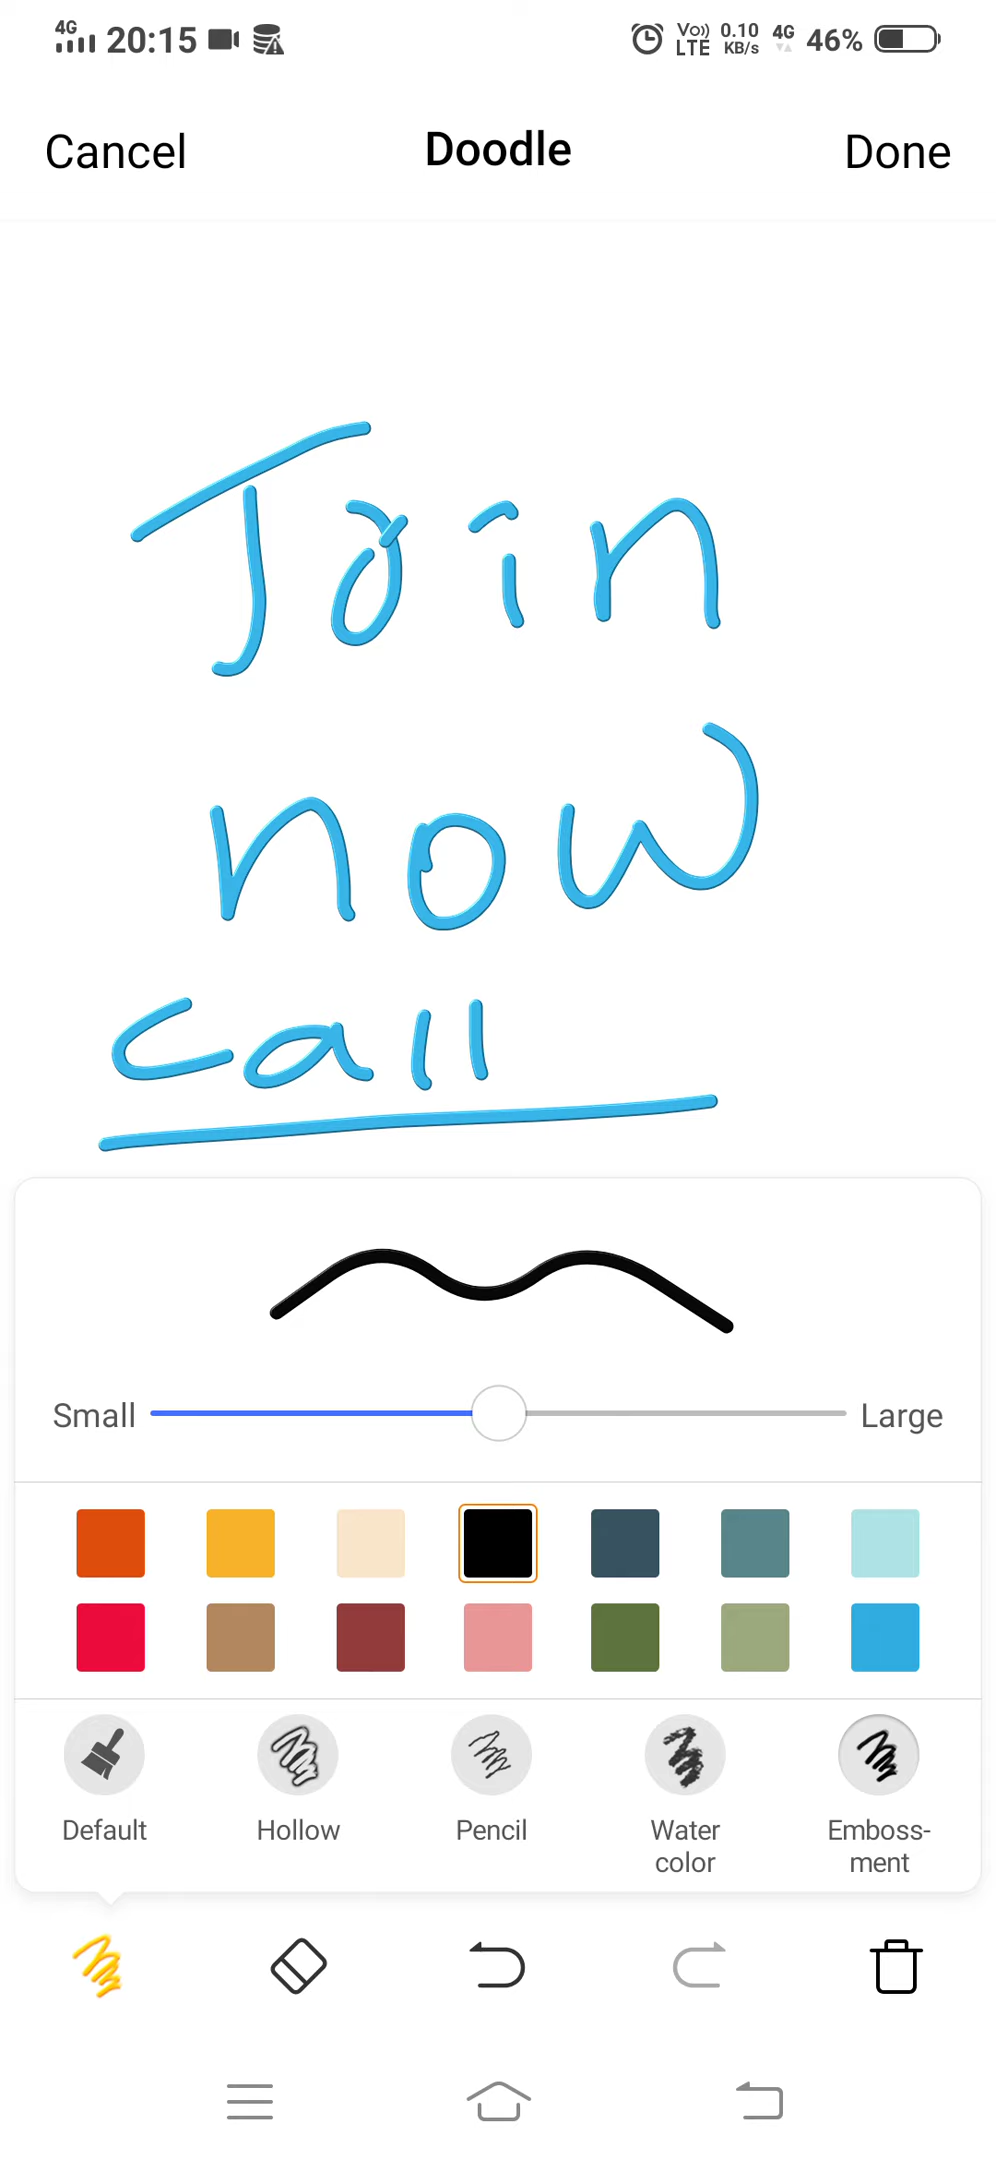 4G 20:15 Vo)) LTE 0.10 KB/s 4G 46%
Cancel Doodle Done
Join
now
call
Small Large
Default Hollow Pencil Water color Emboss-ment